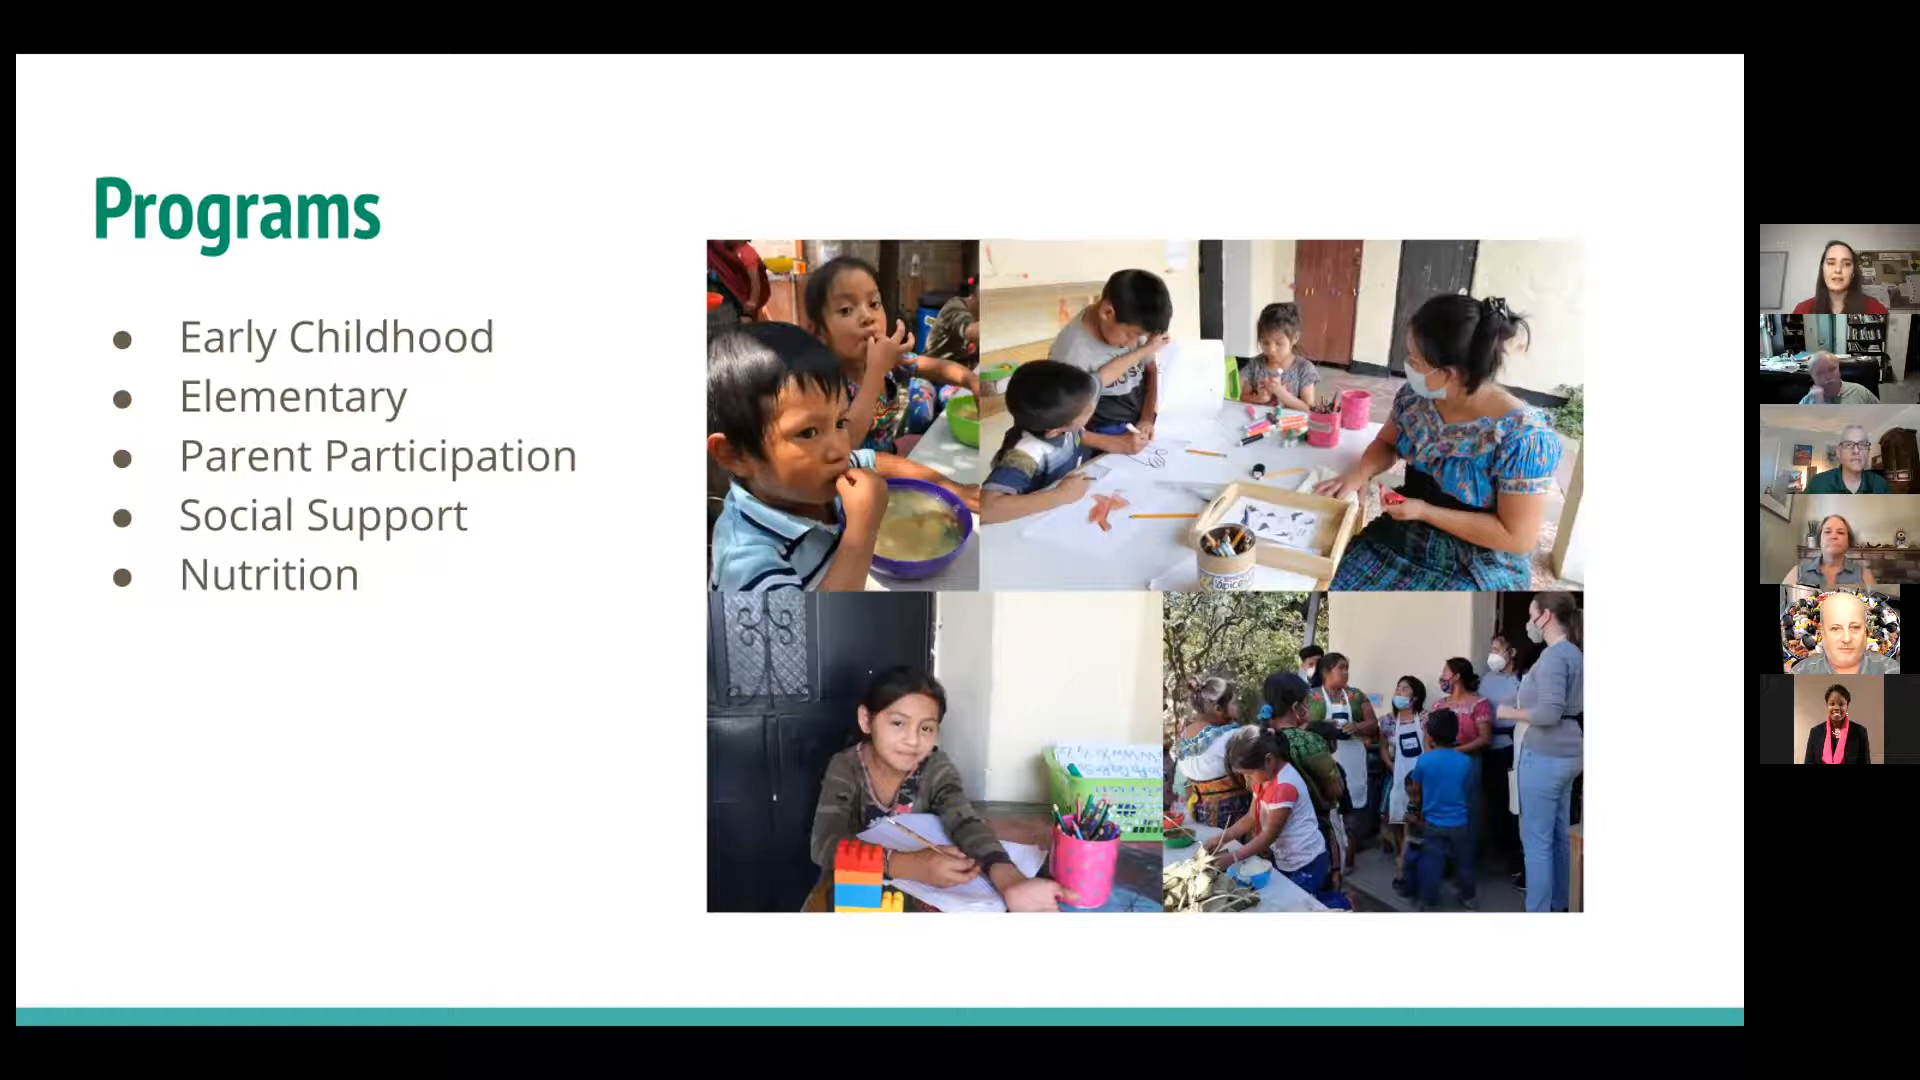 Programs
● Early Childhood
● Elementary
● Parent Participation
● Social Support
● Nutrition